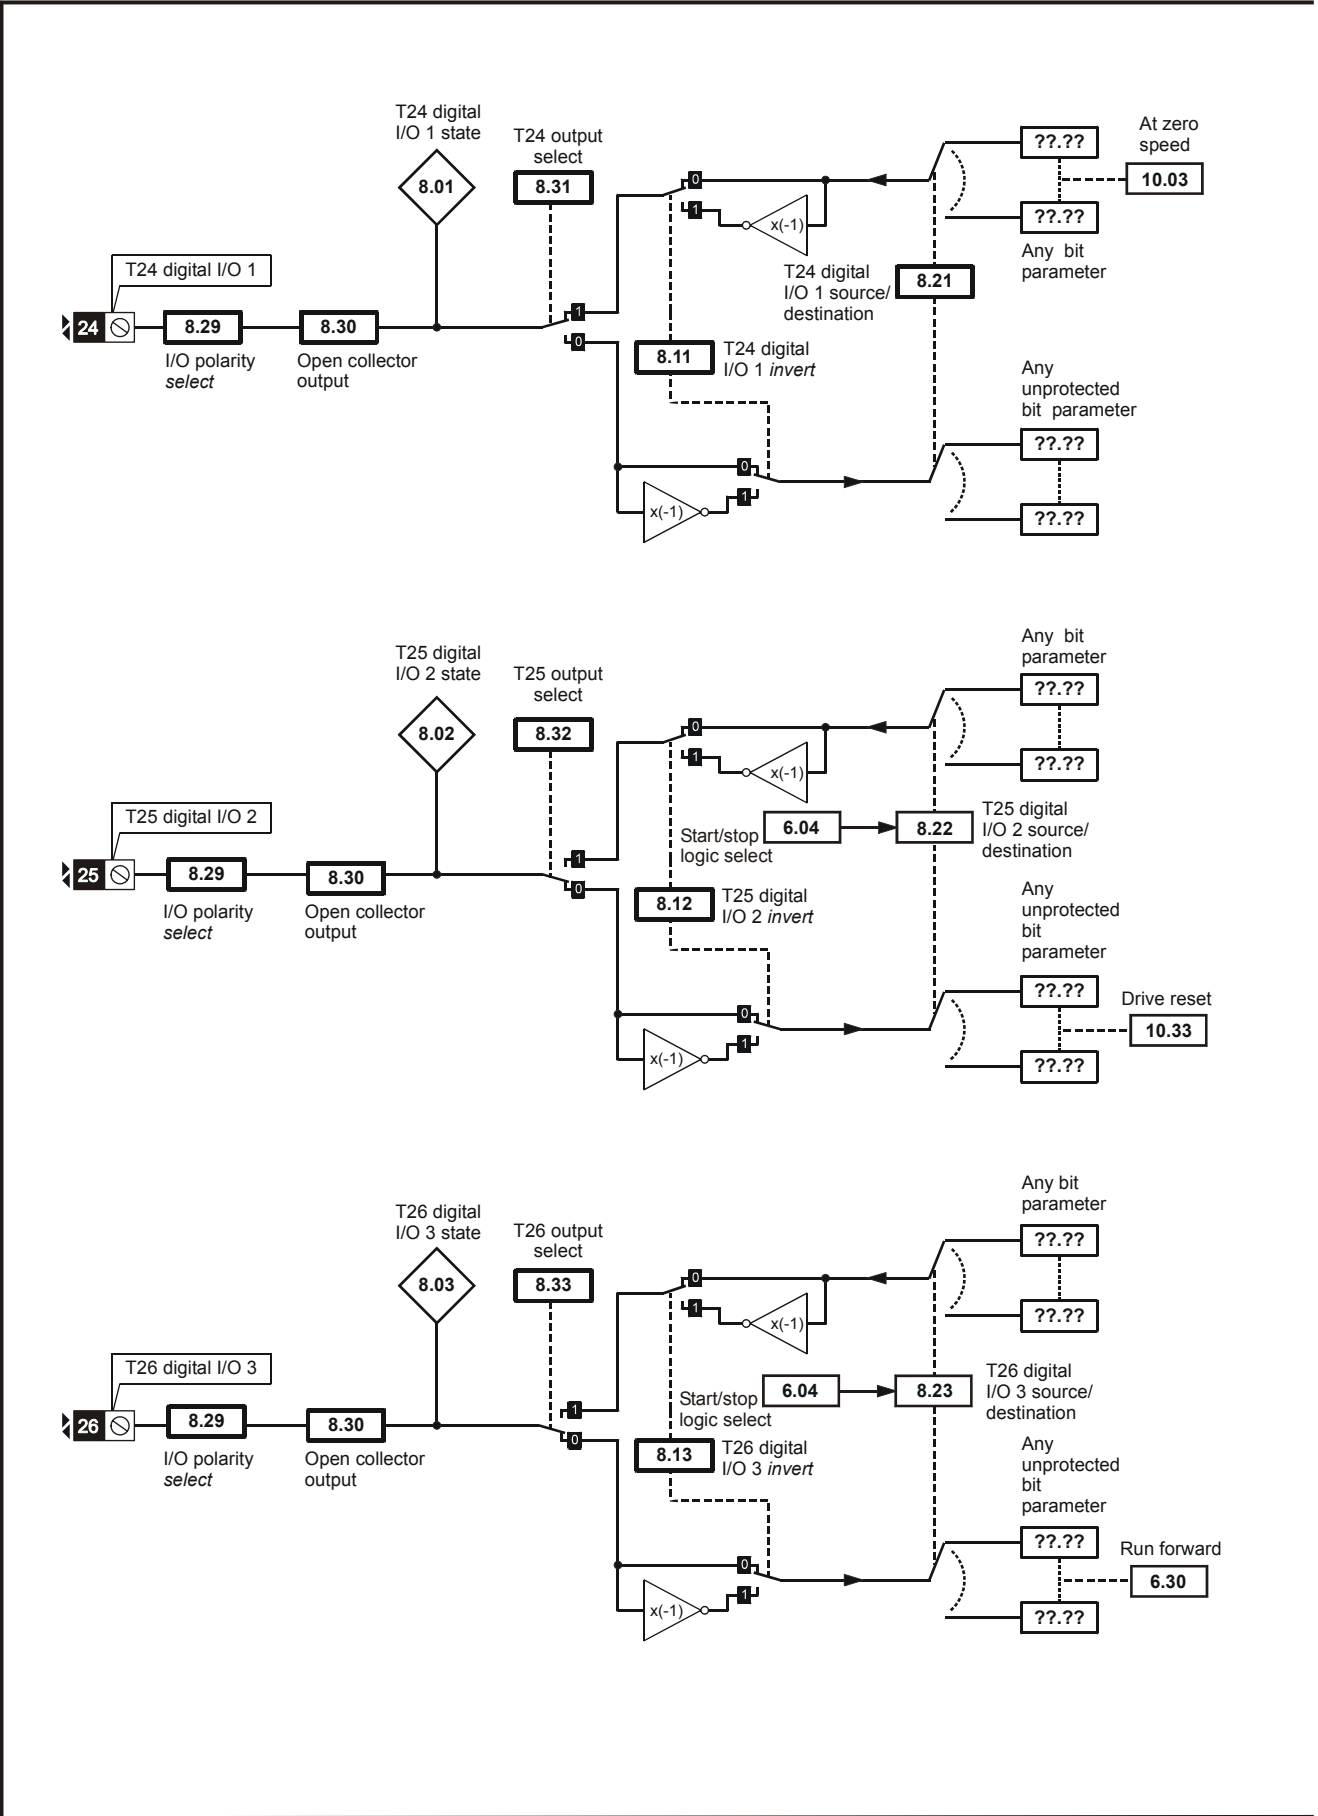 T24 digital
I/O 1 state
8.01
T24 output
select
8.31
0
1
x(-1)
??.??
??.??
At zero
speed
10.03
Any bit
parameter
T24 digital
I/O 1 source/
destination
8.21
T24 digital I/O 1
24
8.29
I/O polarity
select
8.30
Open collector
output
1
0
8.11
T24 digital
I/O 1 invert
Any
unprotected
bit parameter
??.??
??.??
0
1
x(-1)
T25 digital
I/O 2 state
8.02
T25 output
select
8.32
0
1
x(-1)
Any bit
parameter
??.??
??.??
Start/stop
logic select
6.04
8.22
T25 digital
I/O 2 source/
destination
T25 digital I/O 2
25
8.29
I/O polarity
select
8.30
Open collector
output
1
0
8.12
T25 digital
I/O 2 invert
Any
unprotected
bit
parameter
??.??
??.??
Drive reset
10.33
0
1
x(-1)
T26 digital
I/O 3 state
8.03
T26 output
select
8.33
0
1
x(-1)
Any bit
parameter
??.??
??.??
Start/stop
logic select
6.04
8.23
T26 digital
I/O 3 source/
destination
T26 digital I/O 3
26
8.29
I/O polarity
select
8.30
Open collector
output
1
0
8.13
T26 digital
I/O 3 invert
Any
unprotected
bit
parameter
??.??
??.??
Run forward
6.30
0
1
x(-1)